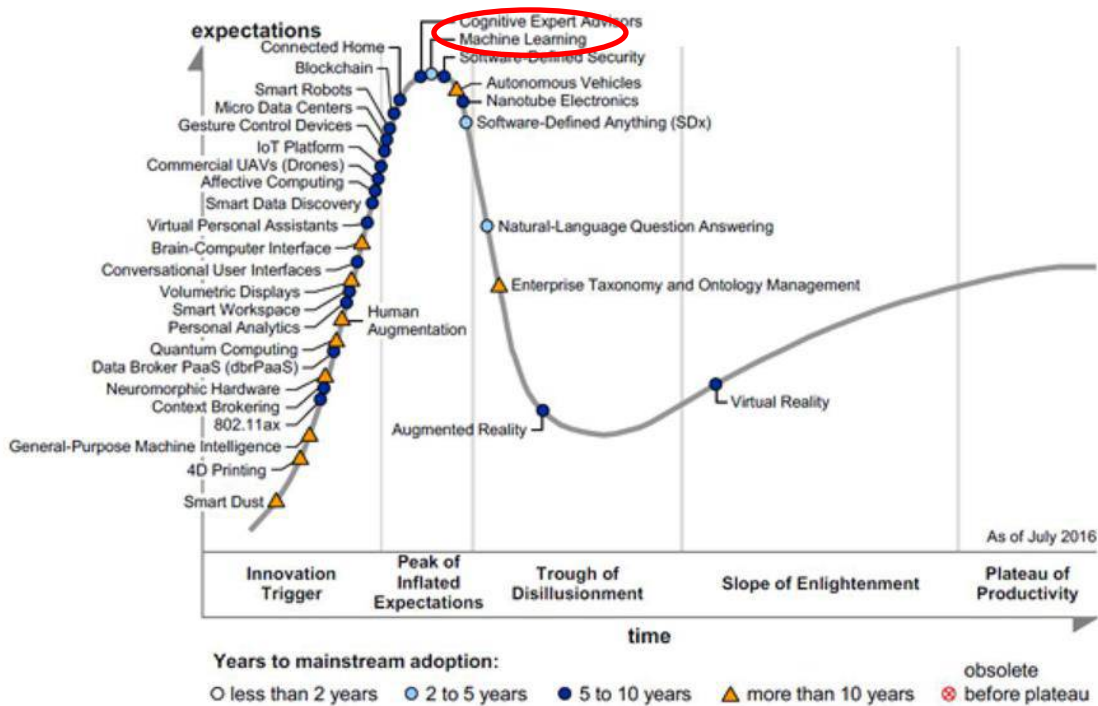 expectations
Cognitive Expert Advisors
Machine Learning
Software-Defined Security
Autonomous Vehicles
Nanotube Electronics
Software-Defined Anything (SDx)
Connected Home
Blockchain
Smart Robots
Micro Data Centers
Gesture Control Devices
IoT Platform
Commercial UAVs (Drones)
Affective Computing
Smart Data Discovery
Virtual Personal Assistants
Brain-Computer Interface
Conversational User Interfaces
Volumetric Displays
Smart Workspace
Personal Analytics
Human
Augmentation
Quantum Computing
Data Broker PaaS (dbrPaaS)
Neuromorphic Hardware
Context Brokering
802.11ax
General-Purpose Machine Intelligence
4D Printing
Smart Dust
Natural-Language Question Answering
Enterprise Taxonomy and Ontology Management
Augmented Reality
Virtual Reality
As of July 2016
Innovation
Trigger
Peak of
Inflated
Expectations
Trough of
Disillusionment
Slope of Enlightenment
Plateau of
Productivity
time
Years to mainstream adoption:
less than 2 years
2 to 5 years
5 to 10 years
more than 10 years
obsolete
before plateau